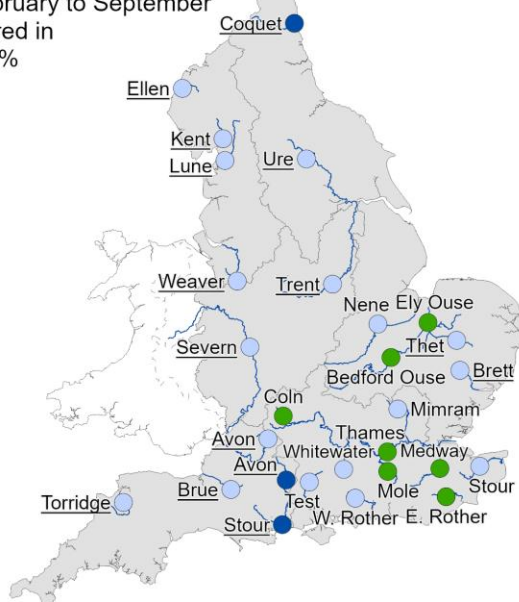 ruary to September
red in
%
Coquet
Ellen
Kent
Lune
Ure
Weaver
Trent
Nene Ely Ouse
Severn
Thet
Bedford Ouse
Brett
Coln
Mimram
Avon
Thames
Avon
Whitewater
Medway
Torridge
Brue
Test
Mole
Stour
Stour
W. Rother
E. Rother